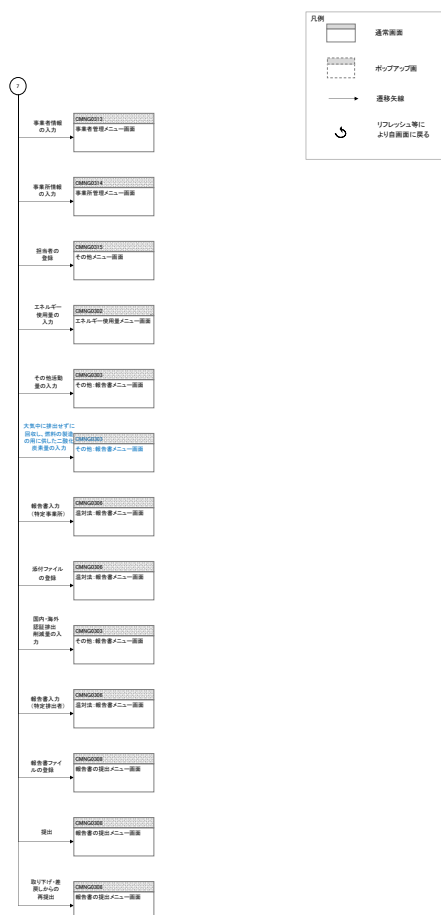 凡例
通常画面
ポップアップ画
遷移矢線
リフレッシュ等に
より自画面に戻る
7
事業者情報
の入力
CMNG0313
事業者管理メニュー画面
事業所情報
の入力
CMNG0314
事業所管理メニュー画面
担当者の
登録
CMNG0315
その他メニュー画面
エネルギー
使用量の
入力
CMNG0302
エネルギー使用量メニュー画面
その他活動
量の入力
CMNG0303
その他：報告書メニュー画面
大気中に排出せずに
回収し、燃料の製造
の用に供した二酸化
炭素量の入力
CMNG0303
その他：報告書メニュー画面
報告書入力
（特定事業所）
CMNG0306
温対法：報告書メニュー画面
添付ファイル
の登録
CMNG0306
温対法：報告書メニュー画面
国内・海外
認証排出
削減量の入
力
CMNG0303
その他：報告書メニュー画面
報告書入力
（特定排出者）
CMNG0306
温対法：報告書メニュー画面
報告書ファイ
ルの登録
CMNG0308
報告書の提出メニュー画面
提出
CMNG0308
報告書の提出メニュー画面
取り下げ・差
戻しからの
再提出
CMNG0308
報告書の提出メニュー画面